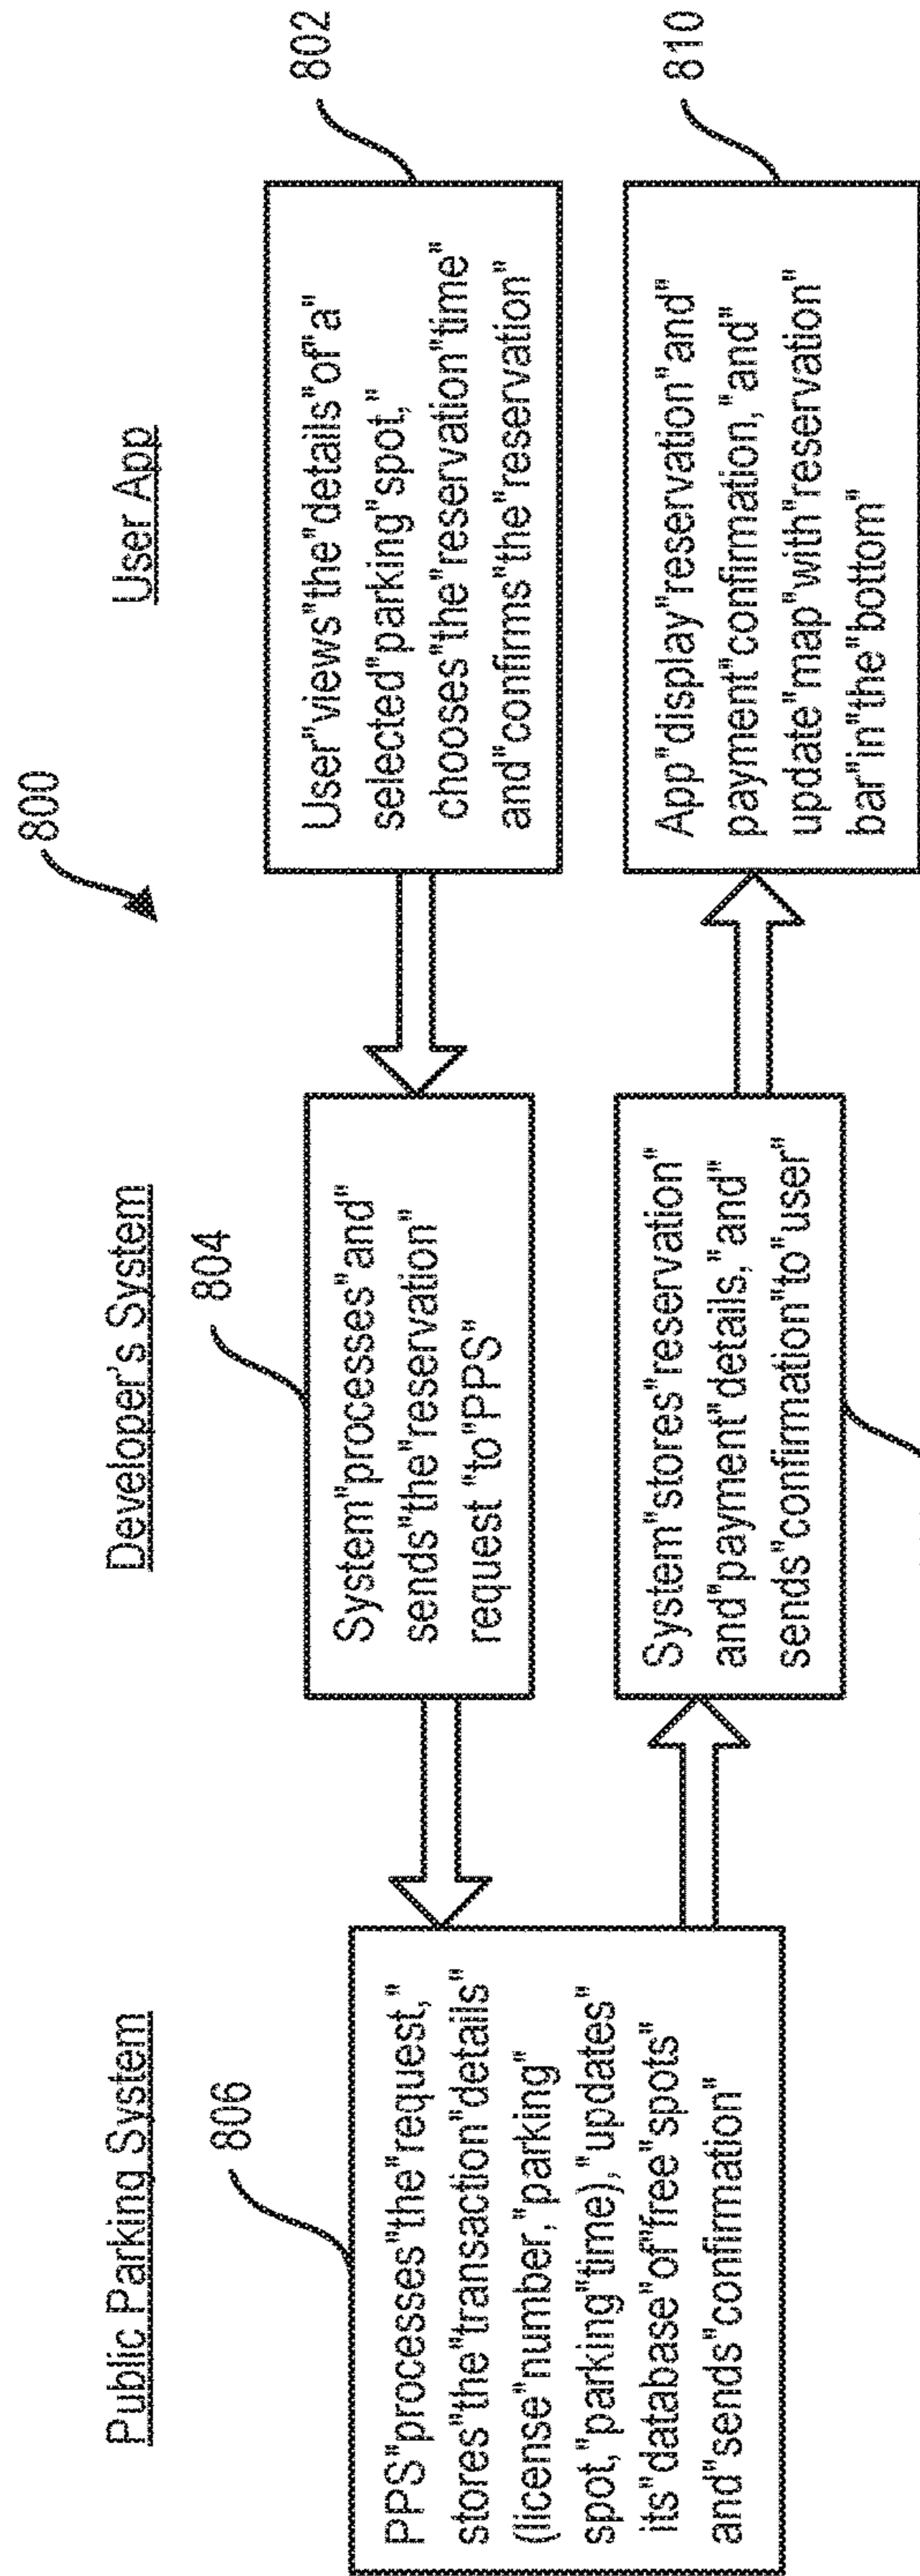 800
Public Parking System
Developer's System
User App
806
PPS"processes"the"request,"
stores"the"transaction"details"
(license"number,"parking"
spot,"parking"time),"updates"
its"database"of"free"spots"
and"sends"confirmation"
804
System"processes"and"
sends"the"reservation"
request "to"PPS"
802
User"views"the"details"of"a"
selected"parking"spot,"
chooses"the"reservation"time"
and"confirms"the"reservation"
System"stores"reservation"
and"payment"details,"and"
sends"confirmation"to"user"
810
App"display"reservation"and"
payment"confirmation,"and"
update"map"with"reservation"
bar"in"the"bottom"